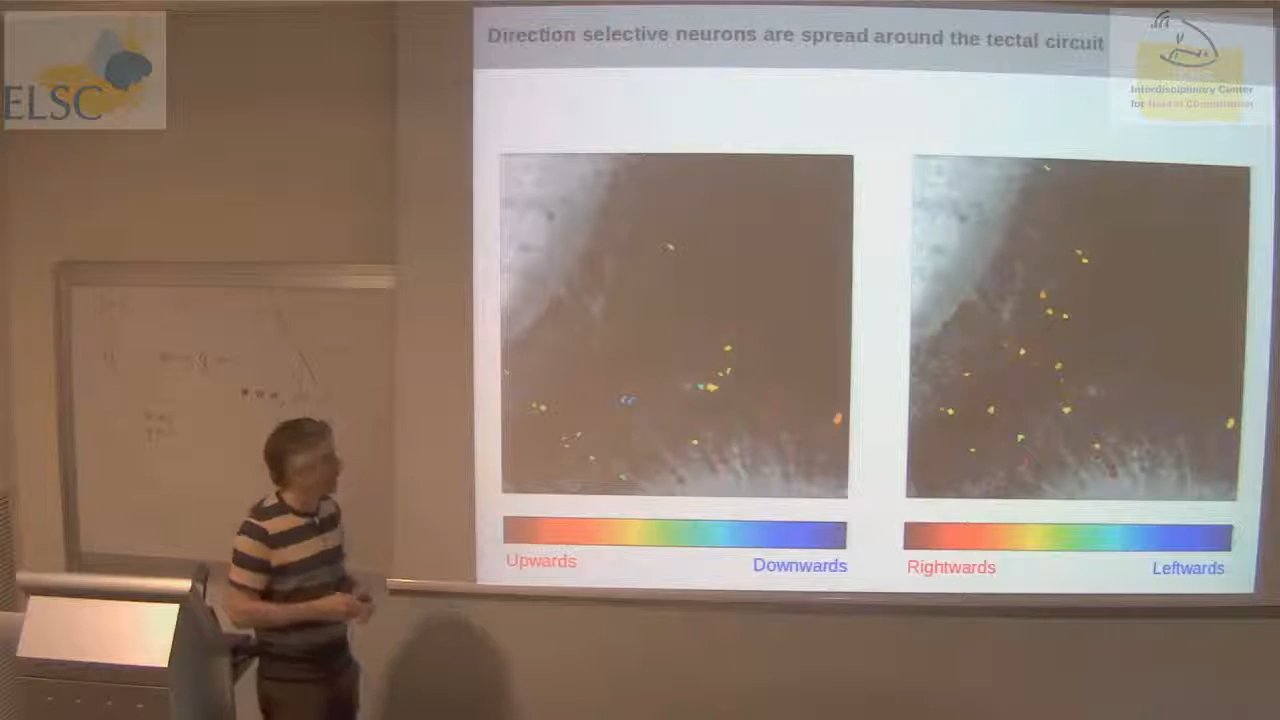 ELSC
Direction selective neurons are spread around the tectal circuit
Interdisciplinary Center
for Neural Computation
Upwards
Downwards
Rightwards
Leftwards